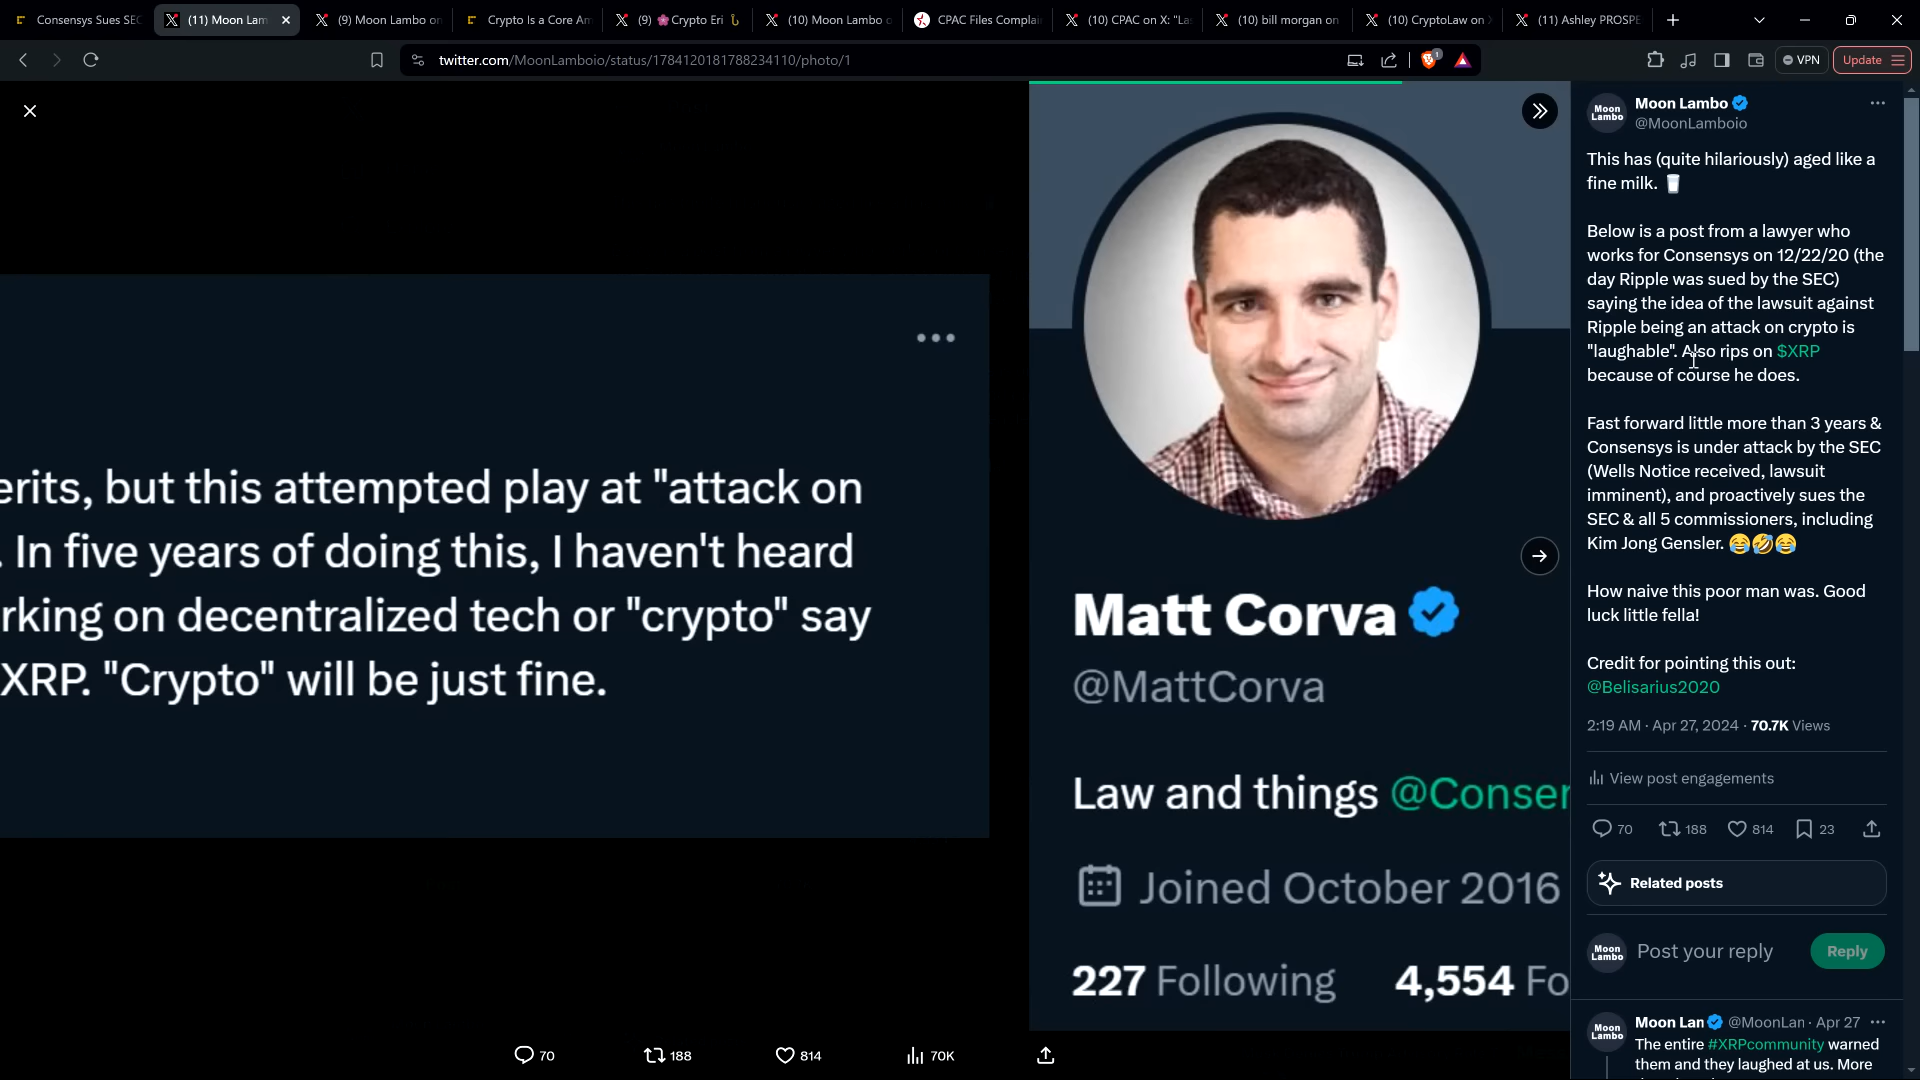 Consensys Sues SEC
(11) Moon Lam
(9) Moon Lambo on
Crypto Is a Core Am
(9) 🌸Crypto Eri 🪝
(10) Moon Lambo o
CPAC Files Complai
(10) CPAC on X: "La
(10) bill morgan on
(10) CryptoLaw on X
(11) Ashley PROSPE
twitter.com/MoonLamboio/status/1784120181788234110/photo/1
1
VPN
Update
erits, but this attempted play at "attack on
. In five years of doing this, I haven't heard
rking on decentralized tech or "crypto" say
XRP. "Crypto" will be just fine.
Matt Corva
@MattCorva
Law and things @Conser
Joined October 2016
227 Following 4,554 Fo
70 188 814 70K
Moon Lambo
Moon Lambo
@MoonLamboio
This has (quite hilariously) aged like a
fine milk. 🥛
Below is a post from a lawyer who
works for Consensys on 12/22/20 (the
day Ripple was sued by the SEC)
saying the idea of the lawsuit against
Ripple being an attack on crypto is
"laughable". Also rips on $XRP
because of course he does.
Fast forward little more than 3 years &
Consensys is under attack by the SEC
(Wells Notice received, lawsuit
imminent), and proactively sues the
SEC & all 5 commissioners, including
Kim Jong Gensler. 😂🤣😂
How naive this poor man was. Good
luck little fella!
Credit for pointing this out:
@Belisarius2020
2:19 AM · Apr 27, 2024 · 70.7K Views
View post engagements
70 188 814 23
Related posts
Moon Lambo
Post your reply
Reply
Moon Lambo
Moon Lan @MoonLan · Apr 27
The entire #XRPcommunity warned
them and they laughed at us. More